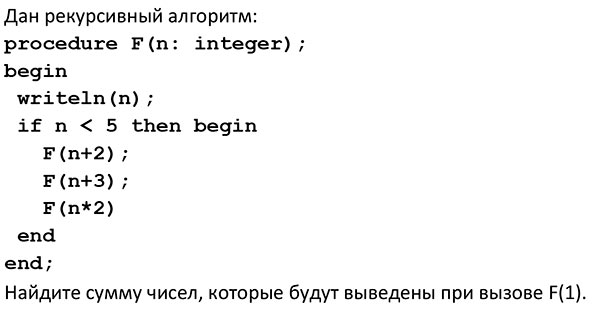 Дан рекурсивный алгоритм:
procedure F(n: integer);
begin
writeln(n);
if n < 5 then begin
F(n+2);
F(n+3);
F(n*2)
end
end;
Найдите сумму чисел, которые будут выведены при вызове F(1).